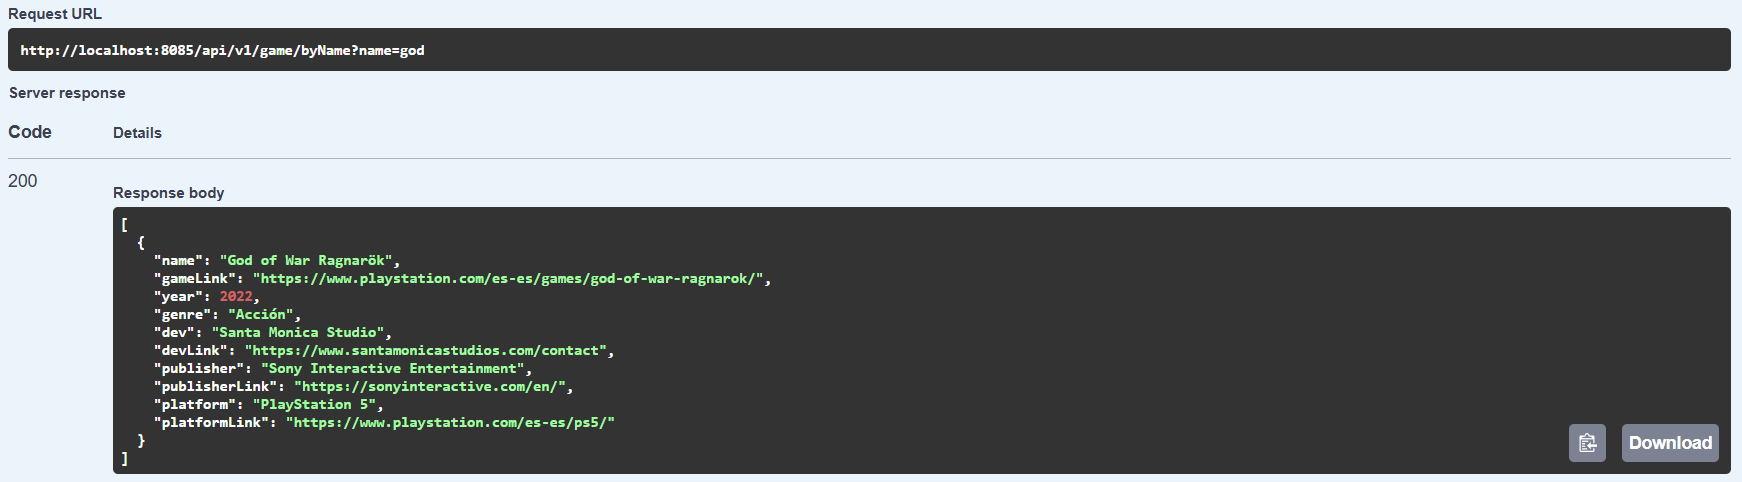 Request URL
http://localhost:8085/api/v1/game/byName?name=god
Server response
Code Details
200
Response body
[
  {
    "name": "God of War Ragnarök",
    "gameLink": "https://www.playstation.com/es-es/games/god-of-war-ragnarok/",
    "year": 2022,
    "genre": "Acción",
    "dev": "Santa Monica Studio",
    "devLink": "https://www.santamonicastudios.com/contact",
    "publisher": "Sony Interactive Entertainment",
    "publisherLink": "https://sonyinteractive.com/en/",
    "platform": "PlayStation 5",
    "platformLink": "https://www.playstation.com/es-es/ps5/"
  }
]
Download